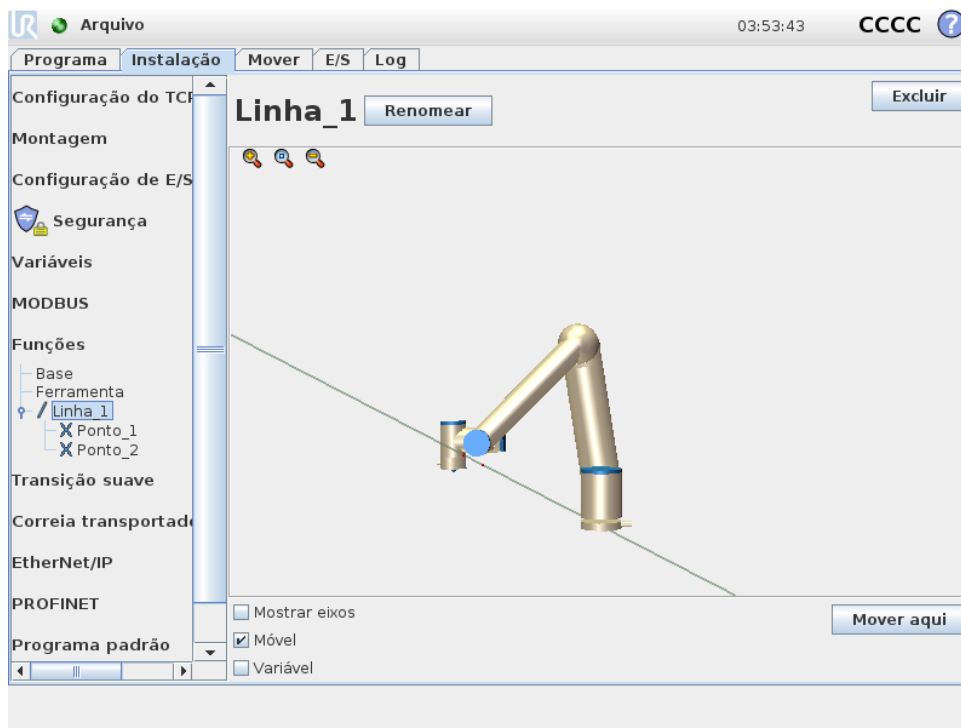 UR Arquivo 03:53:43 CCCC ?
Programa Instalação Mover E/S Log
Configuração do TCP
Montagem
Configuração de E/S
Segurança
Variáveis
MODBUS
Funções
Base
Ferramenta
Linha_1
Ponto_1
Ponto_2
Transição suave
Correia transportado
EtherNet/IP
PROFINET
Programa padrão
Linha_1 Renomear Excluir
Mostrar eixos
Móvel
Variável
Mover aqui